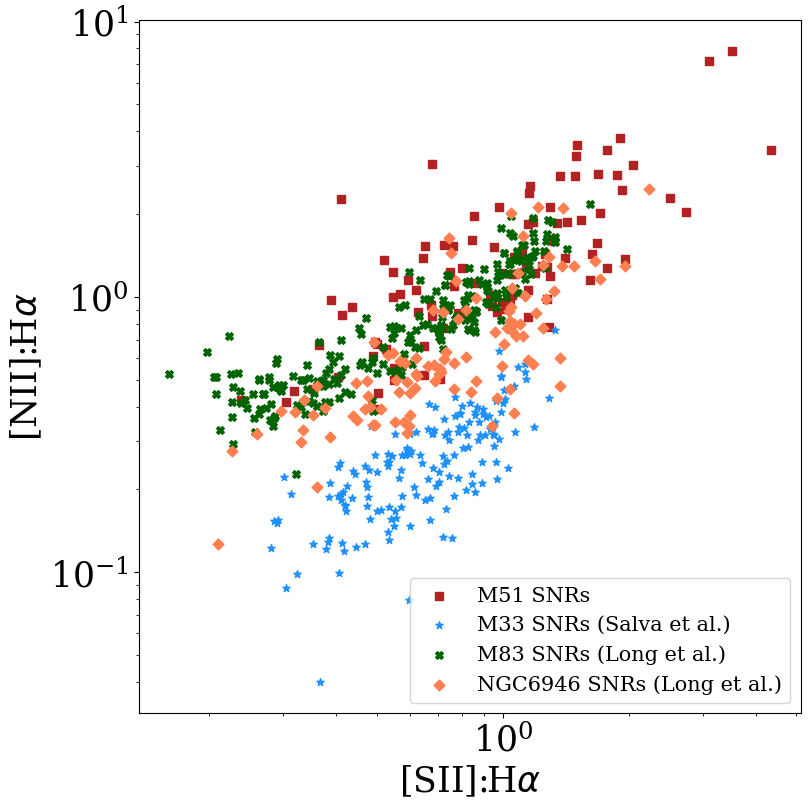 10¹
10⁰
10⁻¹
[NII]:Hα
M51 SNRs
M33 SNRs (Salva et al.)
M83 SNRs (Long et al.)
NGC6946 SNRs (Long et al.)
10⁰
[SII]:Hα